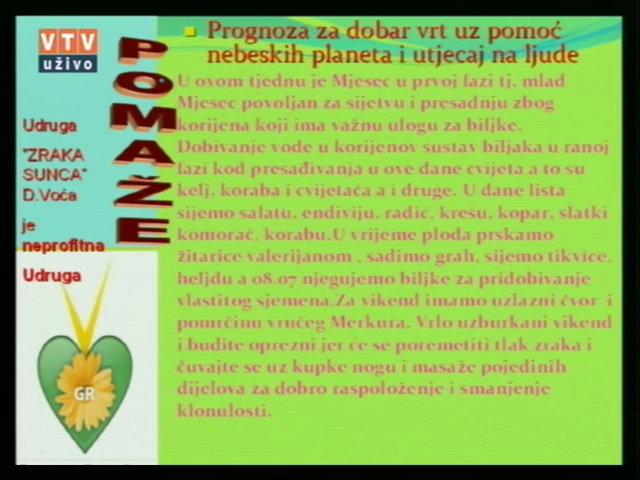 VTV
uživo
POMAŽE
Udruga
"ZRAKA
SUNCA"
D.Voća
je
neprofitna
Udruga
GR
Prognoza za dobar vrt uz pomoć
nebeskih planeta i utjecaj na ljude
U ovom tjednu je Mjesec u prvoj fazi tj. mlad
Mjesec povoljan za sijetvu i presadnju zbog
korijena koji ima važnu ulogu za biljke.
Dobivanje vode u korijenov sustav biljaka u ranoj
fazi kod presađivanja u ove dane cvijeta a to su
kelj, koraba i cvijetača a i druge. U dane lista
sijemo salatu, endiviju, radić, krešu, kopar, slatki
komorač, korabu.U vrijeme ploda prskamo
žitarice valerijanom , sadimo grah, sijemo tikvice,
heljdu a 08.07 njegujemo biljke za pridobivanje
vlastitog sjemena.Za vikend imamo uzlazni čvor i
pomrčinu vrućeg Merkura. Vrlo uzburkani vikend
i budite oprezni jer će se poremetiti tlak zraka i
čuvajte se uz kupke nogu i masaže pojedinih
dijelova za dobro raspoloženje i smanjenje
klonulosti.